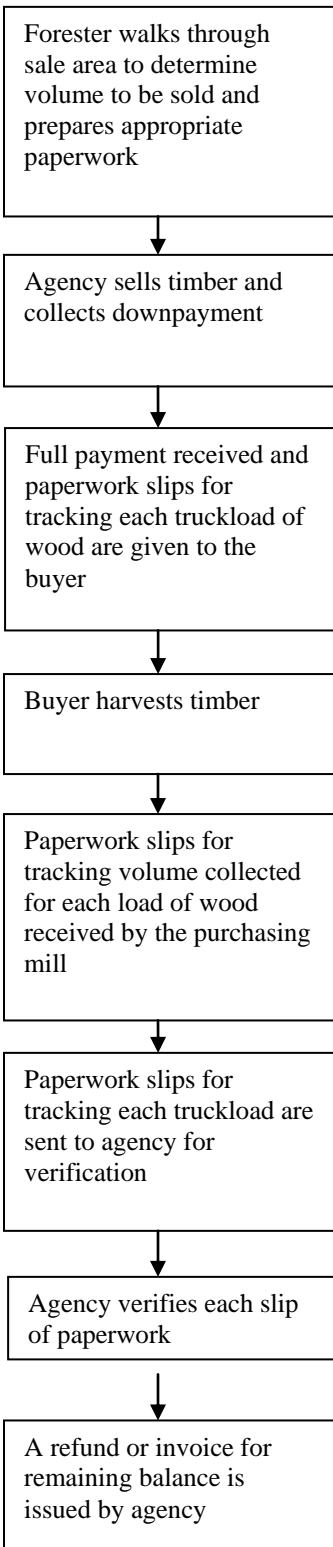 Forester walks through
sale area to determine
volume to be sold and
prepares appropriate
paperwork
Agency sells timber and
collects downpayment
Full payment received and
paperwork slips for
tracking each truckload of
wood are given to the
buyer
Buyer harvests timber
Paperwork slips for
tracking volume collected
for each load of wood
received by the purchasing
mill
Paperwork slips for
tracking each truckload are
sent to agency for
verification
Agency verifies each slip
of paperwork
A refund or invoice for
remaining balance is
issued by agency